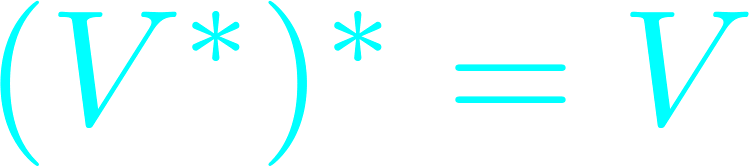 (V*)* = V